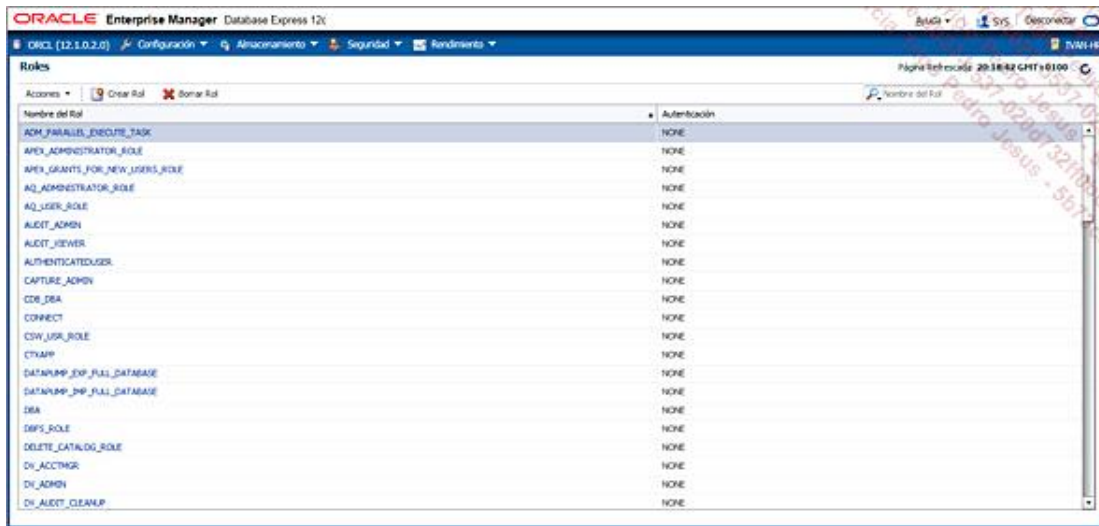 ORACLE Enterprise Manager Database Express 12c
Ayuda SYS Desconectar
ORCL (12.1.0.2.0) Configuración Almacenamiento Seguridad Rendimiento
Roles
Página Refrescada 20:18:42 GMT+0100
Acciones Crear Rol Borrar Rol Nombre del Rol
Nombre del Rol Autenticación
ADM_PARALLEL_EXECUTE_TASK NONE
APEX_ADMINISTRATOR_ROLE NONE
APEX_GRANTS_FOR_NEW_USERS_ROLE NONE
AQ_ADMINISTRATOR_ROLE NONE
AQ_USER_ROLE NONE
AUDIT_ADMIN NONE
AUDIT_VIEWER NONE
AUTHENTICATEDUSER NONE
CAPTURE_ADMIN NONE
CDB_DBA NONE
CONNECT NONE
CSW_USR_ROLE NONE
CTXAPP NONE
DATAPUMP_EXP_FULL_DATABASE NONE
DATAPUMP_IMP_FULL_DATABASE NONE
DBA NONE
DBFS_ROLE NONE
DELETE_CATALOG_ROLE NONE
DV_ACCTMGR NONE
DV_ADMIN NONE
DV_AUDIT_CLEANUP NONE